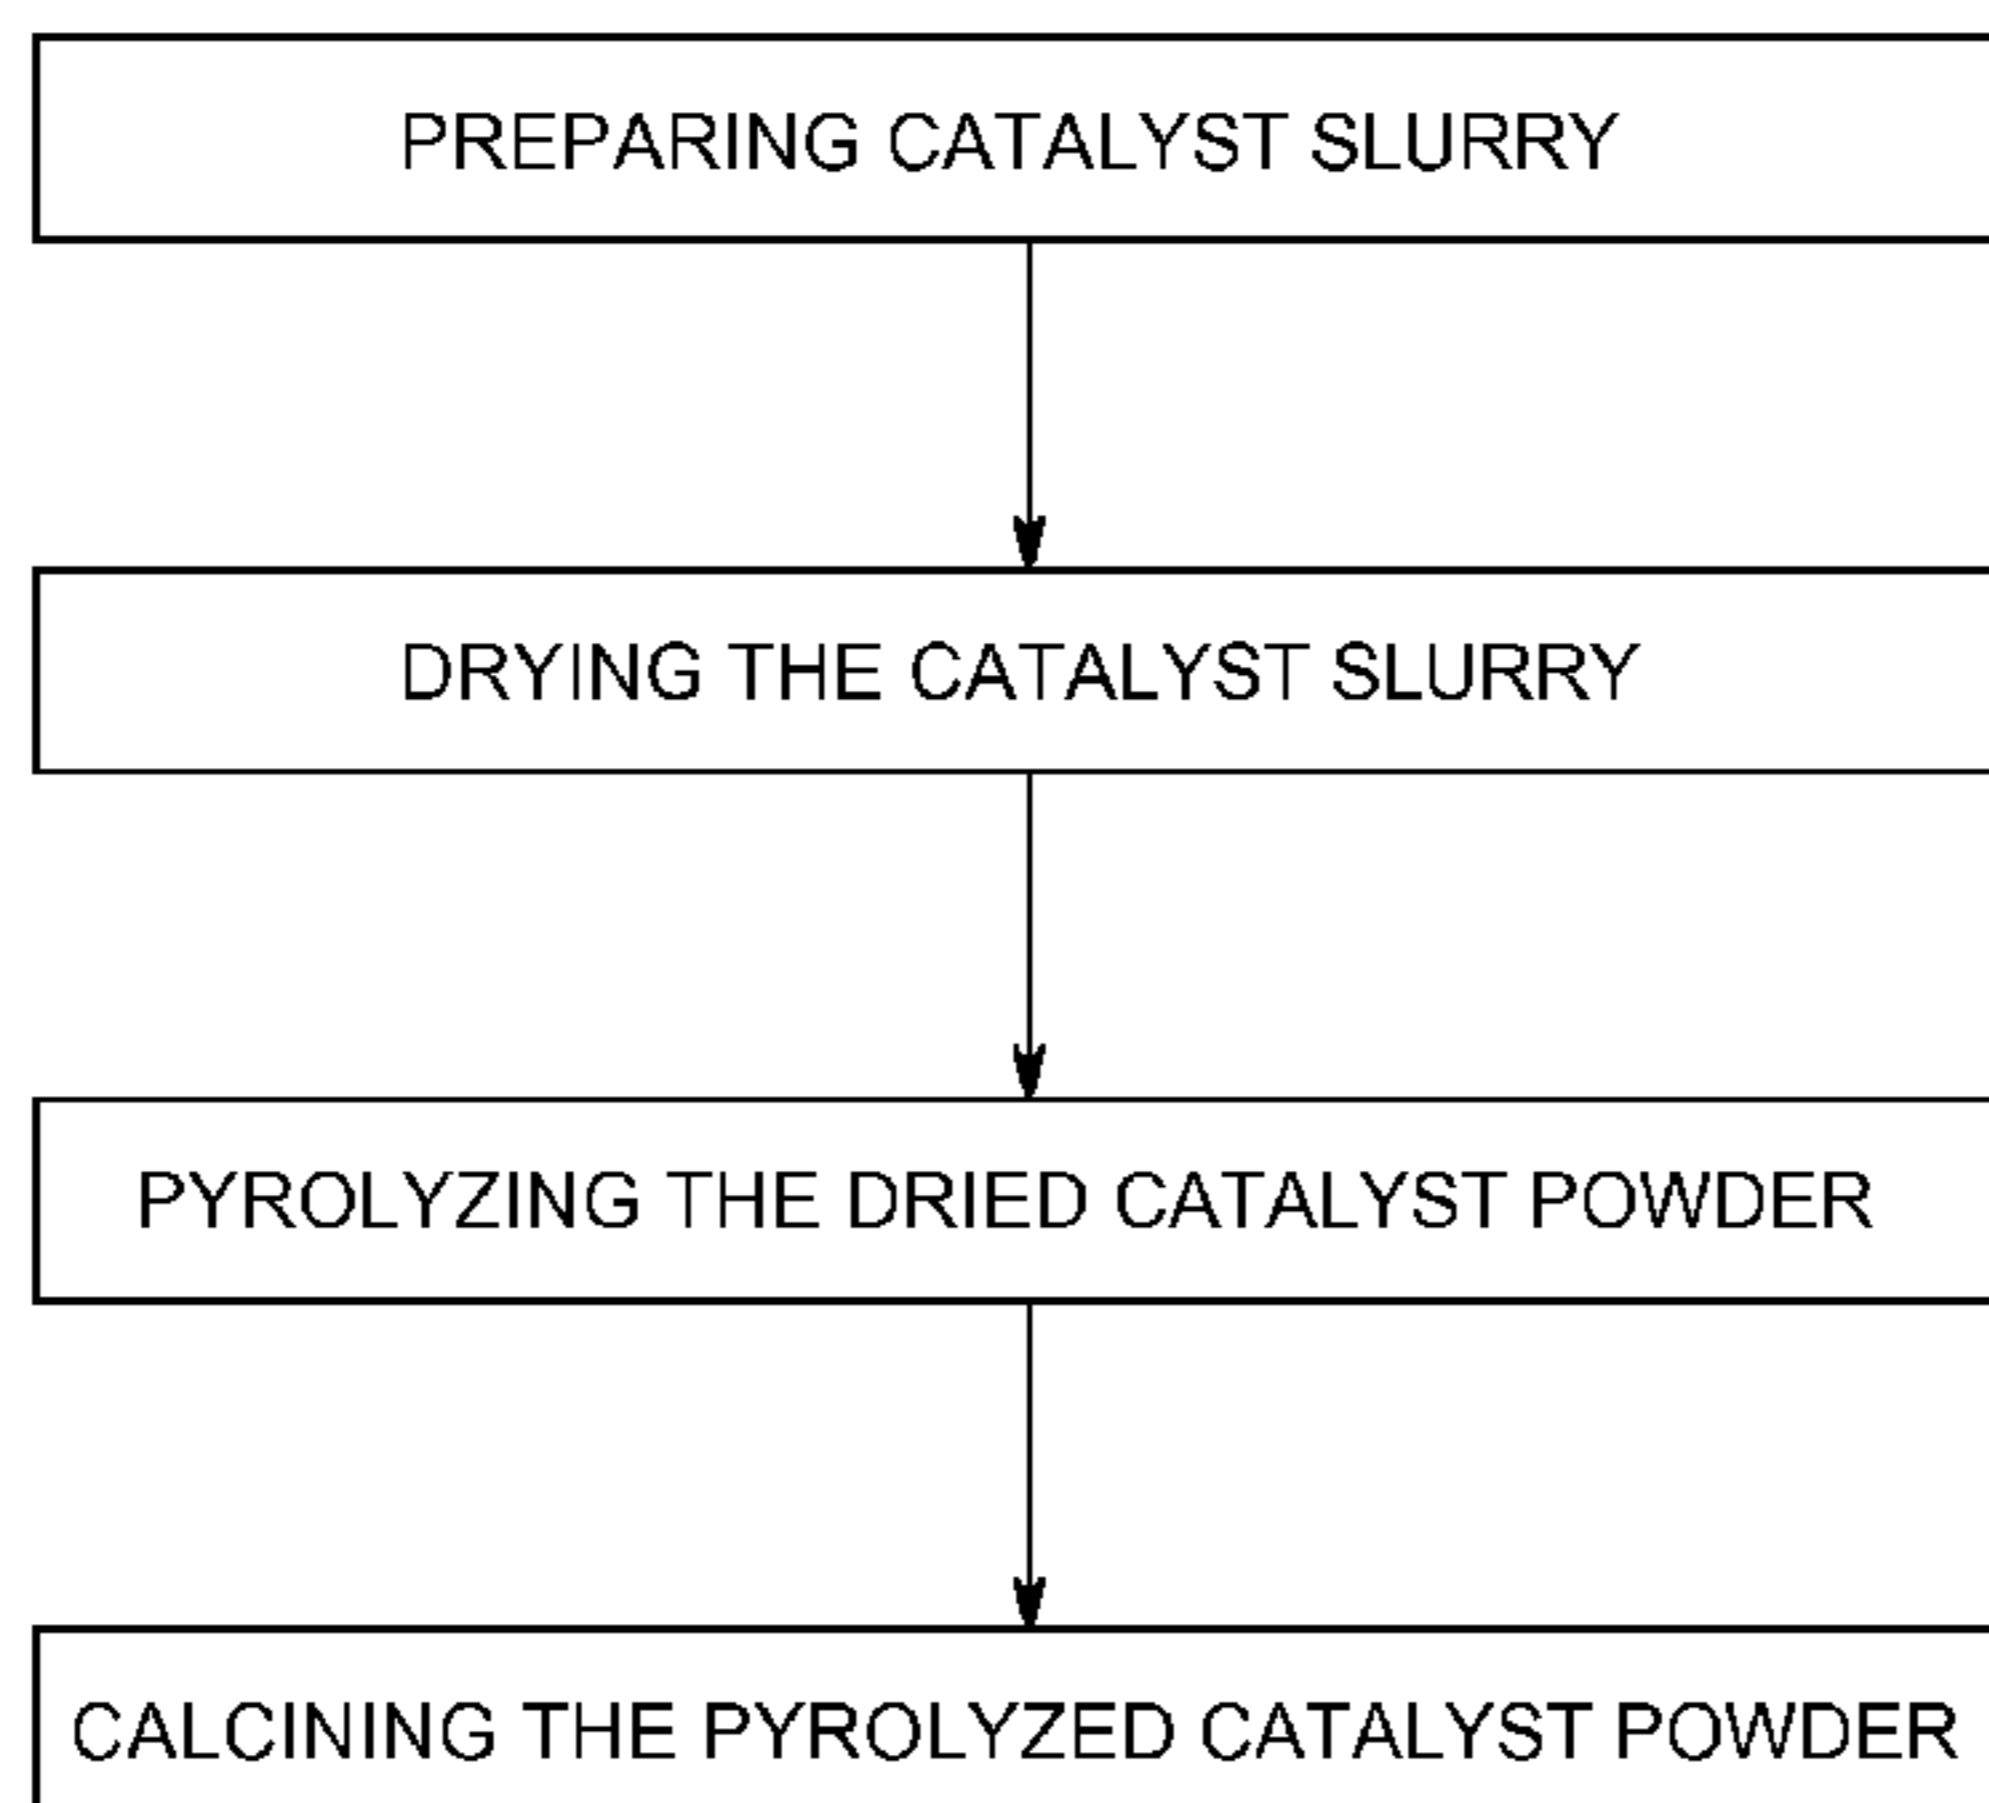 PREPARING CATALYST SLURRY
DRYING THE CATALYST SLURRY
PYROLYZING THE DRIED CATALYST POWDER
CALCINING THE PYROLYZED CATALYST POWDER